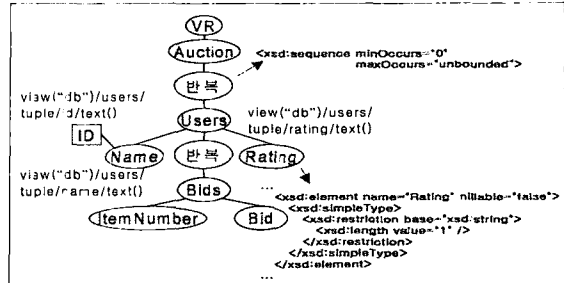 VR
Auction
<xsd:sequence minOccurs="0"
maxOccurs="unbounded">
반복
view("db")/users/
tuple/id/text()
Users
view("db")/users/
tuple/rating/text()
ID
Name
반복
Rating
view("db")/users/
tuple/name/text()
Bids
...
<xsd:element name="Rating" nillable="false">
<xsd:simpleType>
<xsd:restriction base="xsd:string">
<xsd:length value="1" />
</xsd:restriction>
</xsd:simpleType>
</xsd:element>
...
ItemNumber
Bid